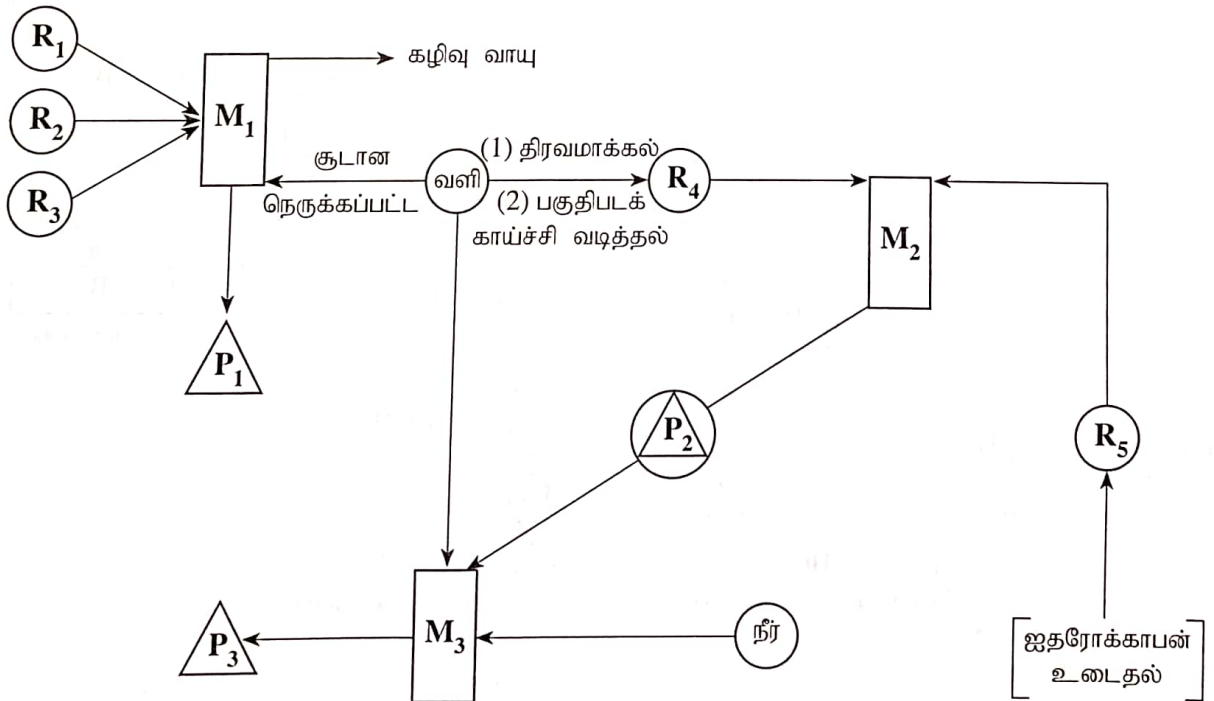 R1
கழிவு வாயு
M1
R2
R3
சூடான
நெருக்கப்பட்ட
வளி
(1) திரவமாக்கல்
(2) பகுதிபடக்
காய்ச்சி வடித்தல்
R4
M2
P1
P2
R5
P3
M3
நீர்
ஐதரோக்காபன்
உடைதல்